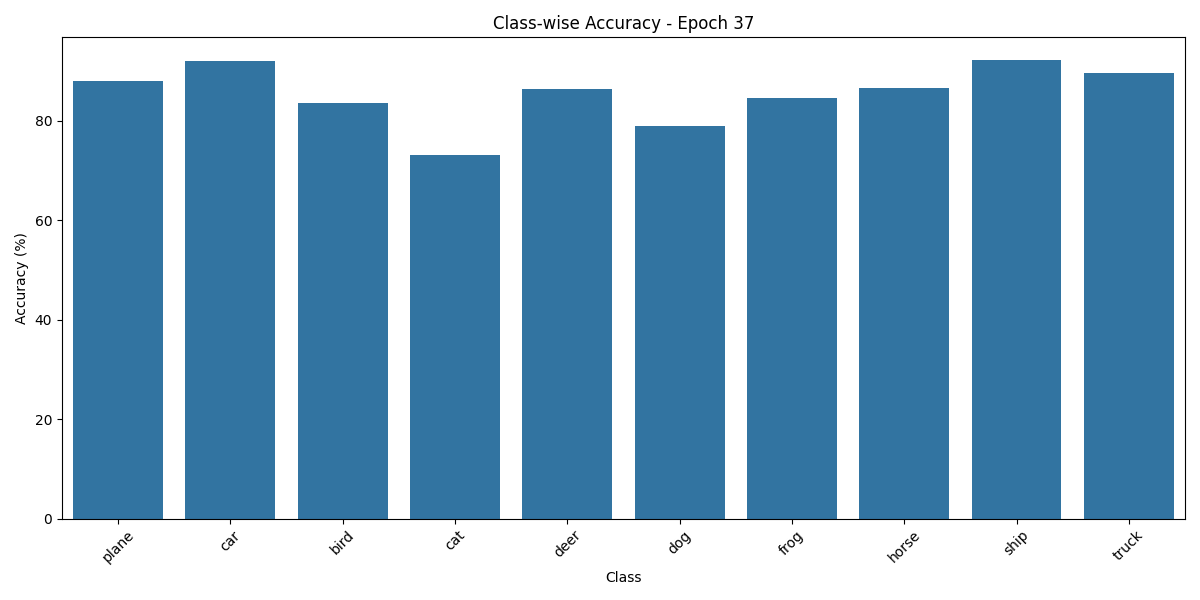 Class-wise Accuracy - Epoch 37
Accuracy (%)
80
60
40
20
0
plane
car
bird
cat
deer
dog
frog
horse
ship
truck
Class